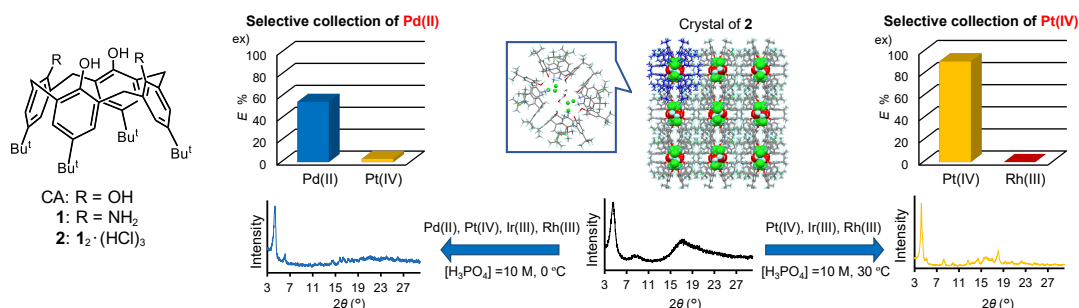 R
OH
OH
R
Buᵗ
Buᵗ
Buᵗ
Buᵗ
CA: R = OH
1: R = NH₂
2: 1₂·(HCl)₃
Selective collection of Pd(II)
ex)
100
80
60
40
20
0
E %
Pd(II)
Pt(IV)
Crystal of 2
Selective collection of Pt(IV)
ex)
100
80
60
40
20
0
E %
Pt(IV)
Rh(III)
Intensity
3 7 11 15 19 23 27
2θ (°)
Pd(II), Pt(IV), Ir(III), Rh(III)
[H₃PO₄] =10 M, 0 °C
Intensity
3 7 11 15 19 23 27
2θ (°)
Pt(IV), Ir(III), Rh(III)
[H₃PO₄] =10 M, 30 °C
Intensity
3 7 11 15 19 23 27
2θ (°)